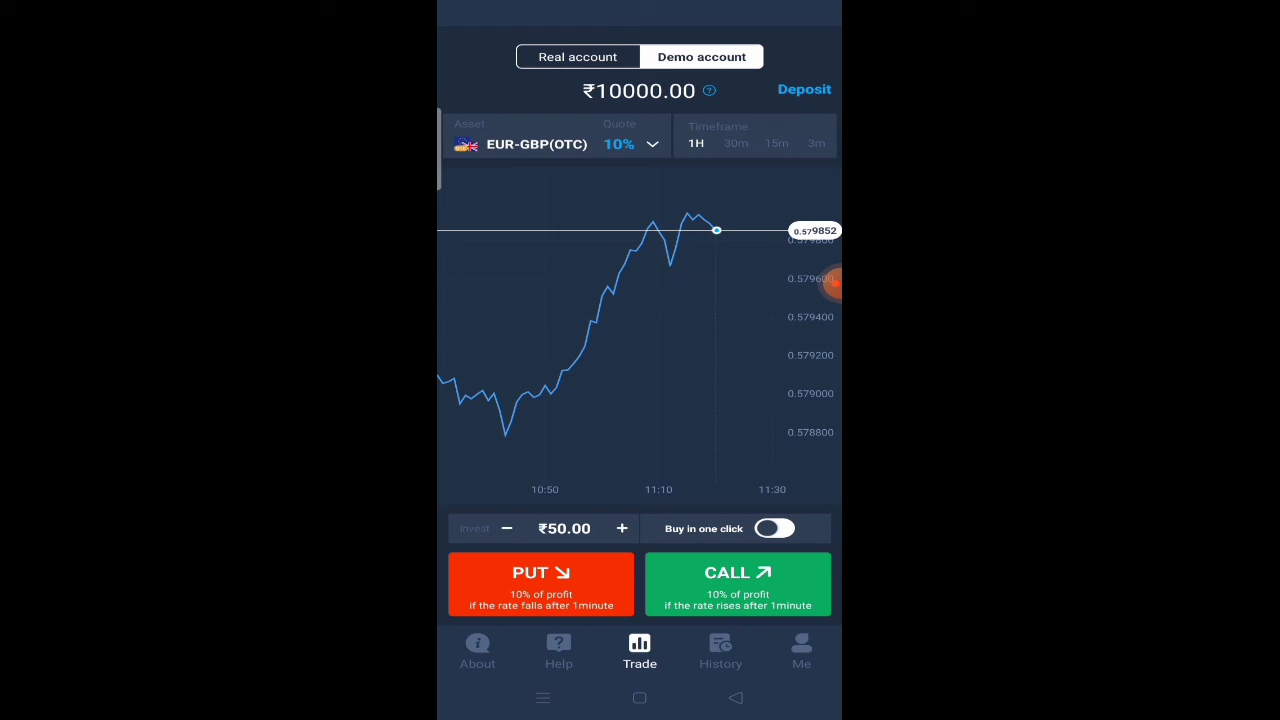 Real account
Demo account
₹10000.00
Deposit
Asset
Quote
Timeframe
EUR-GBP(OTC)
10%
1H
30m
15m
3m
0.579852
0.579800
0.579600
0.579400
0.579200
0.579000
0.578800
10:50
11:10
11:30
Invest
₹50.00
Buy in one click
PUT
10% of profit
if the rate falls after 1minute
CALL
10% of profit
if the rate rises after 1minute
About
Help
Trade
History
Me